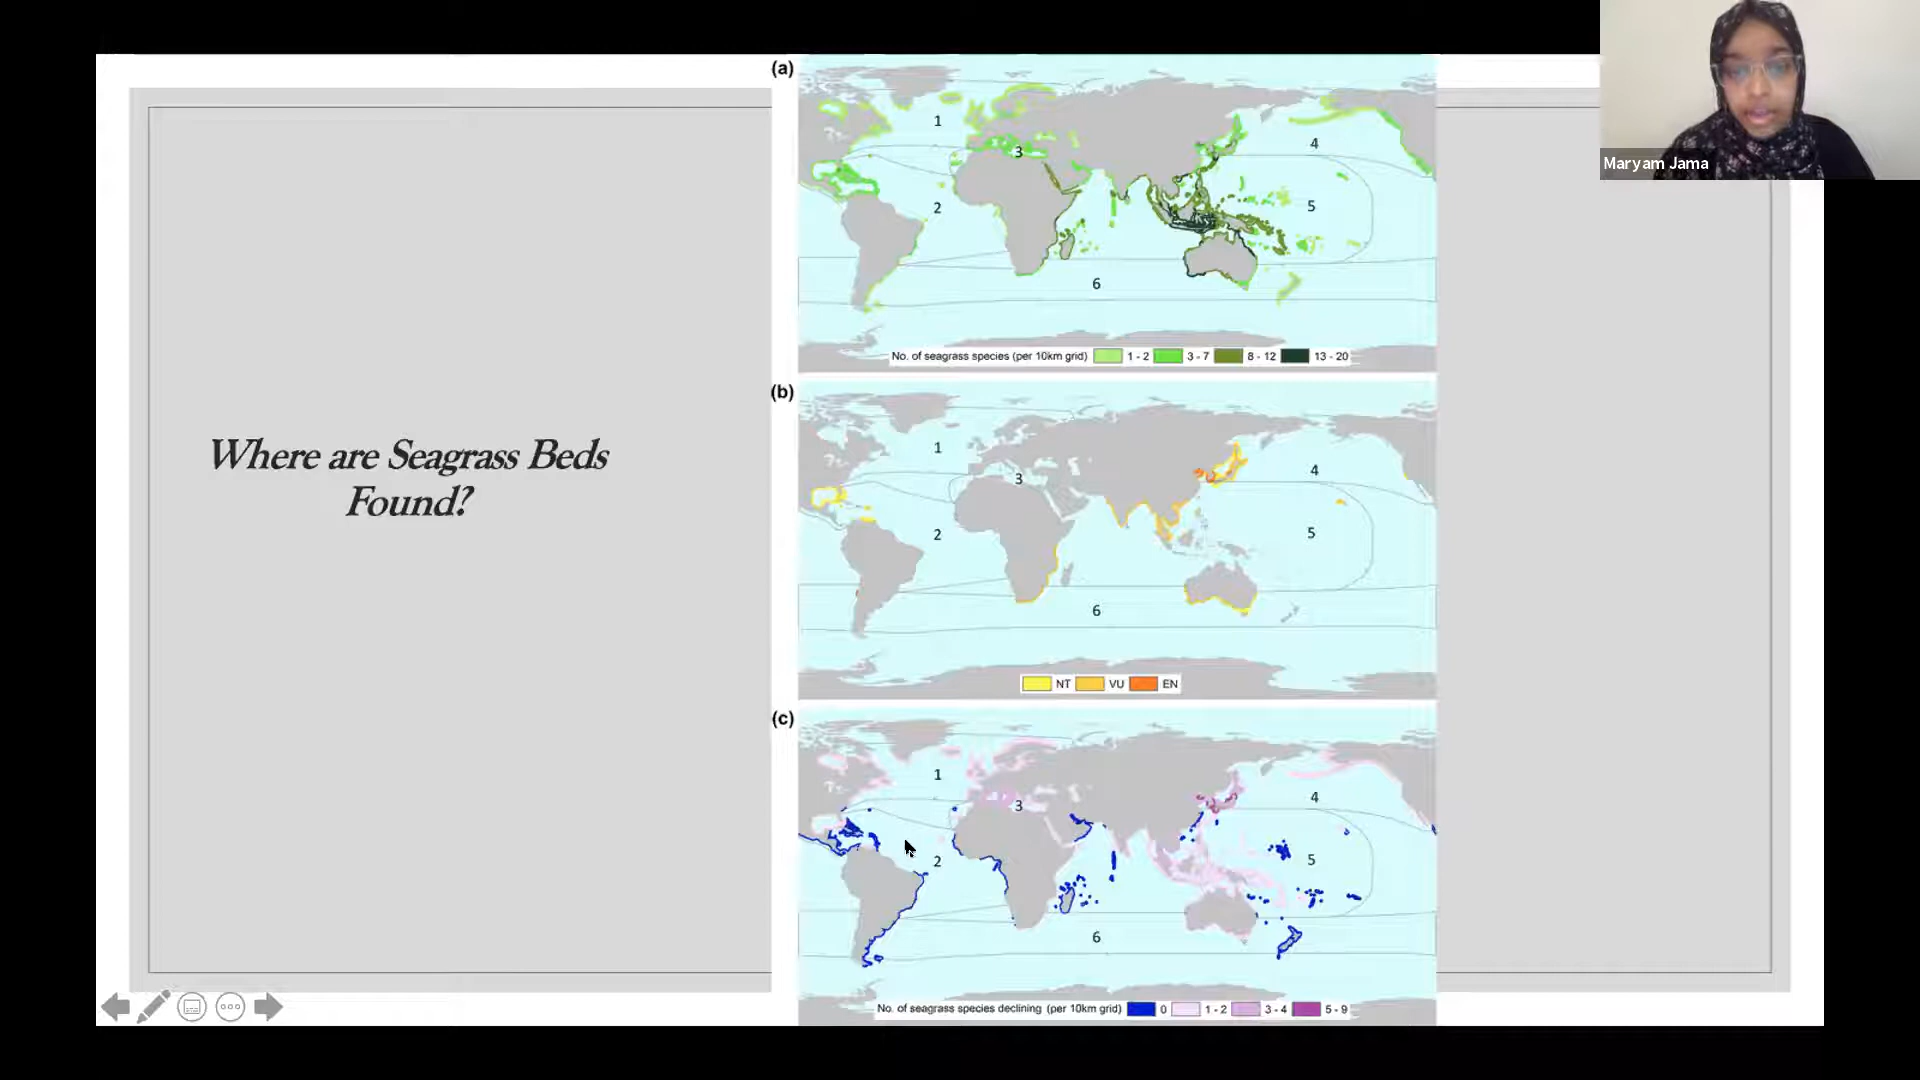 Where are Seagrass Beds
Found?
(a)
1
2
3
4
5
6
No. of seagrass species (per 10km grid) 1 - 2 3 - 7 8 - 12 13 - 20
(b)
1
2
3
4
5
6
NT VU EN
(c)
1
2
3
4
5
6
No. of seagrass species declining (per 10km grid) 0 1 - 2 3 - 4 5 - 9
Maryam Jama